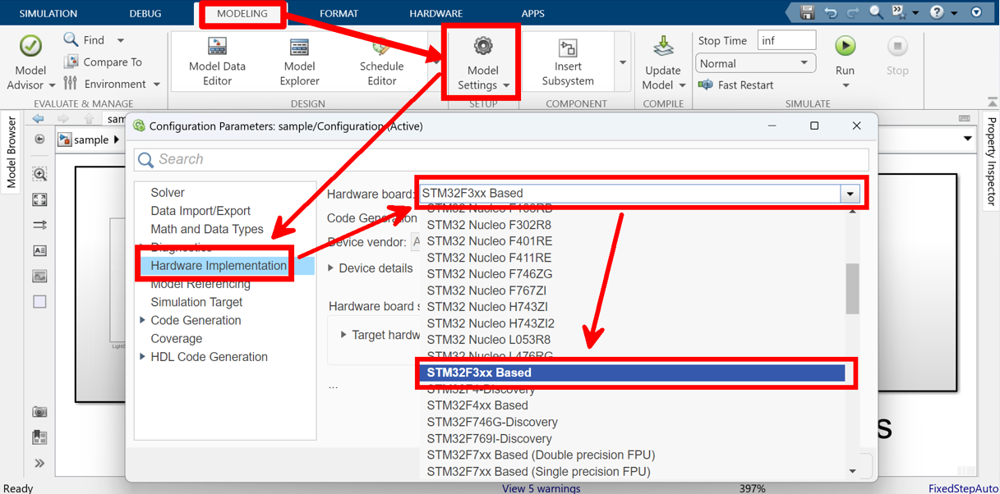 SIMULATION DEBUG MODELING FORMAT HARDWARE APPS
Model Advisor
Find
Compare To
Environment
EVALUATE & MANAGE
Model Data Editor
Model Explorer
Schedule Editor
DESIGN
Model Settings
SETUP
Insert Subsystem
COMPONENT
Update Model
COMPILE
Stop Time inf
Normal
Fast Restart
Run
Stop
SIMULATE
Model Browser
sam
sample
Property Inspector
Configuration Parameters: sample/Configuration (Active)
Search
Solver
Data Import/Export
Math and Data Types
Diagnostics
Hardware Implementation
Model Referencing
Simulation Target
Code Generation
Coverage
HDL Code Generation
Hardware board: STM32F3xx Based
Code Generation
Device vendor: A
Device details
Hardware board s
Target hardw
...
STM32 Nucleo F103RB
STM32 Nucleo F302R8
STM32 Nucleo F401RE
STM32 Nucleo F411RE
STM32 Nucleo F746ZG
STM32 Nucleo F767ZI
STM32 Nucleo H743ZI
STM32 Nucleo H743ZI2
STM32 Nucleo L053R8
STM32 Nucleo L476RG
STM32F3xx Based
STM32F4-Discovery
STM32F4xx Based
STM32F746G-Discovery
STM32F769I-Discovery
STM32F7xx Based (Double precision FPU)
STM32F7xx Based (Single precision FPU)
s
Ready
View 5 warnings
397%
FixedStepAuto